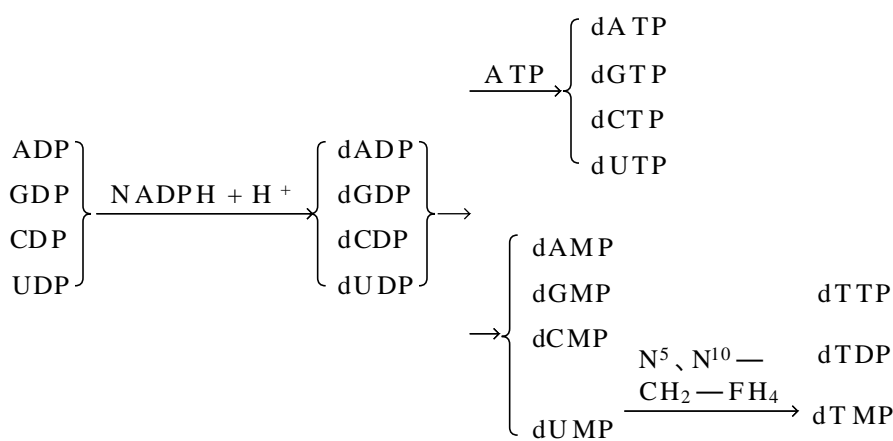 ADP
GDP
CDP
UDP
NADPH + H⁺
dADP
dGDP
dCDP
dUDP
ATP
dATP
dGTP
dCTP
dUTP
dAMP
dGMP
dCMP
dUMP
N⁵、N¹⁰—
CH₂—FH₄
dTTP
dTDP
dTMP